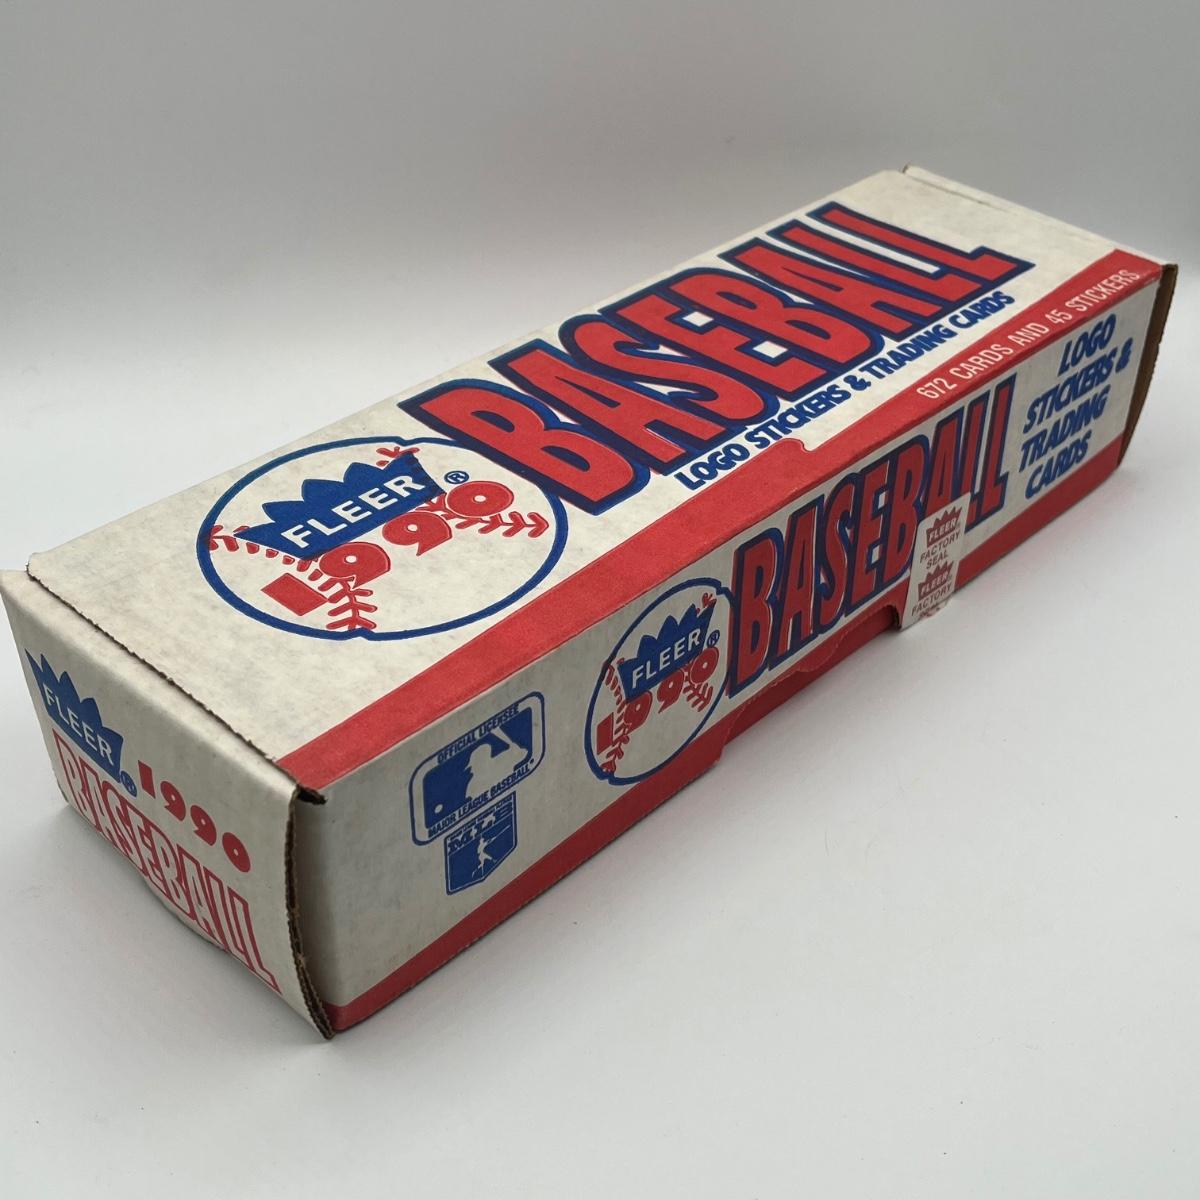 BASEBALL
LOGO STICKERS & TRADING CARDS
672 CARDS AND 45 STICKERS
FLEER®
1990
BASEBALL
LOGO
STICKERS &
TRADING
CARDS
FLEER®
1990
FLEER
FACTORY
SEAL
FLEER
FACTORY
OFFICIAL LICENSEE
MAJOR LEAGUE BASEBALL
FLEER®
1990
BASEBALL